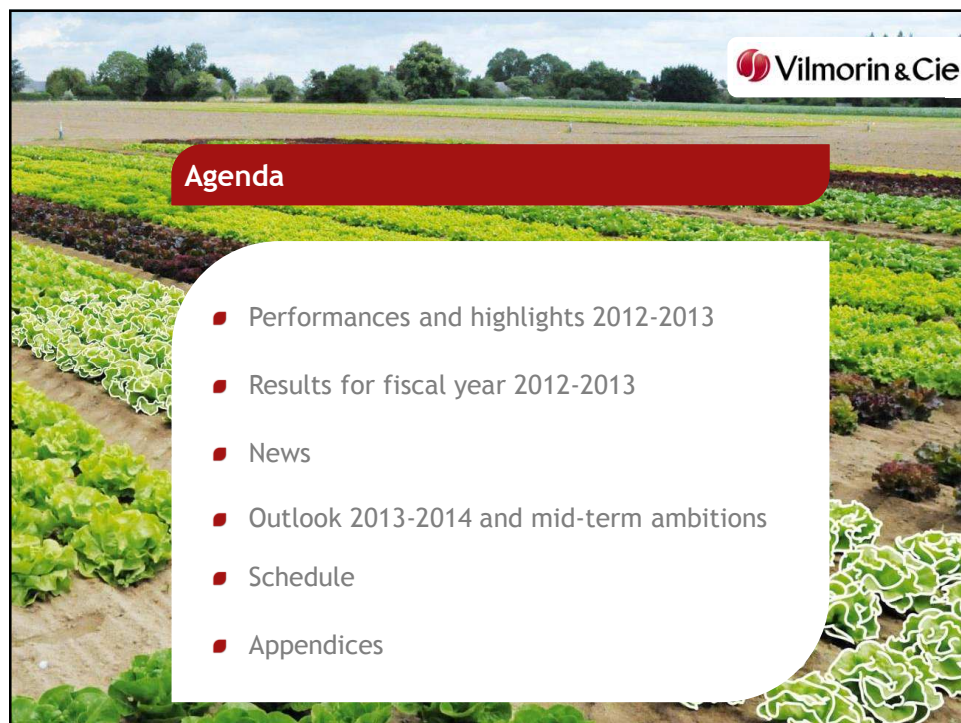 Vilmorin & Cie
Agenda
Performances and highlights 2012-2013
Results for fiscal year 2012-2013
News
Outlook 2013-2014 and mid-term ambitions
Schedule
Appendices